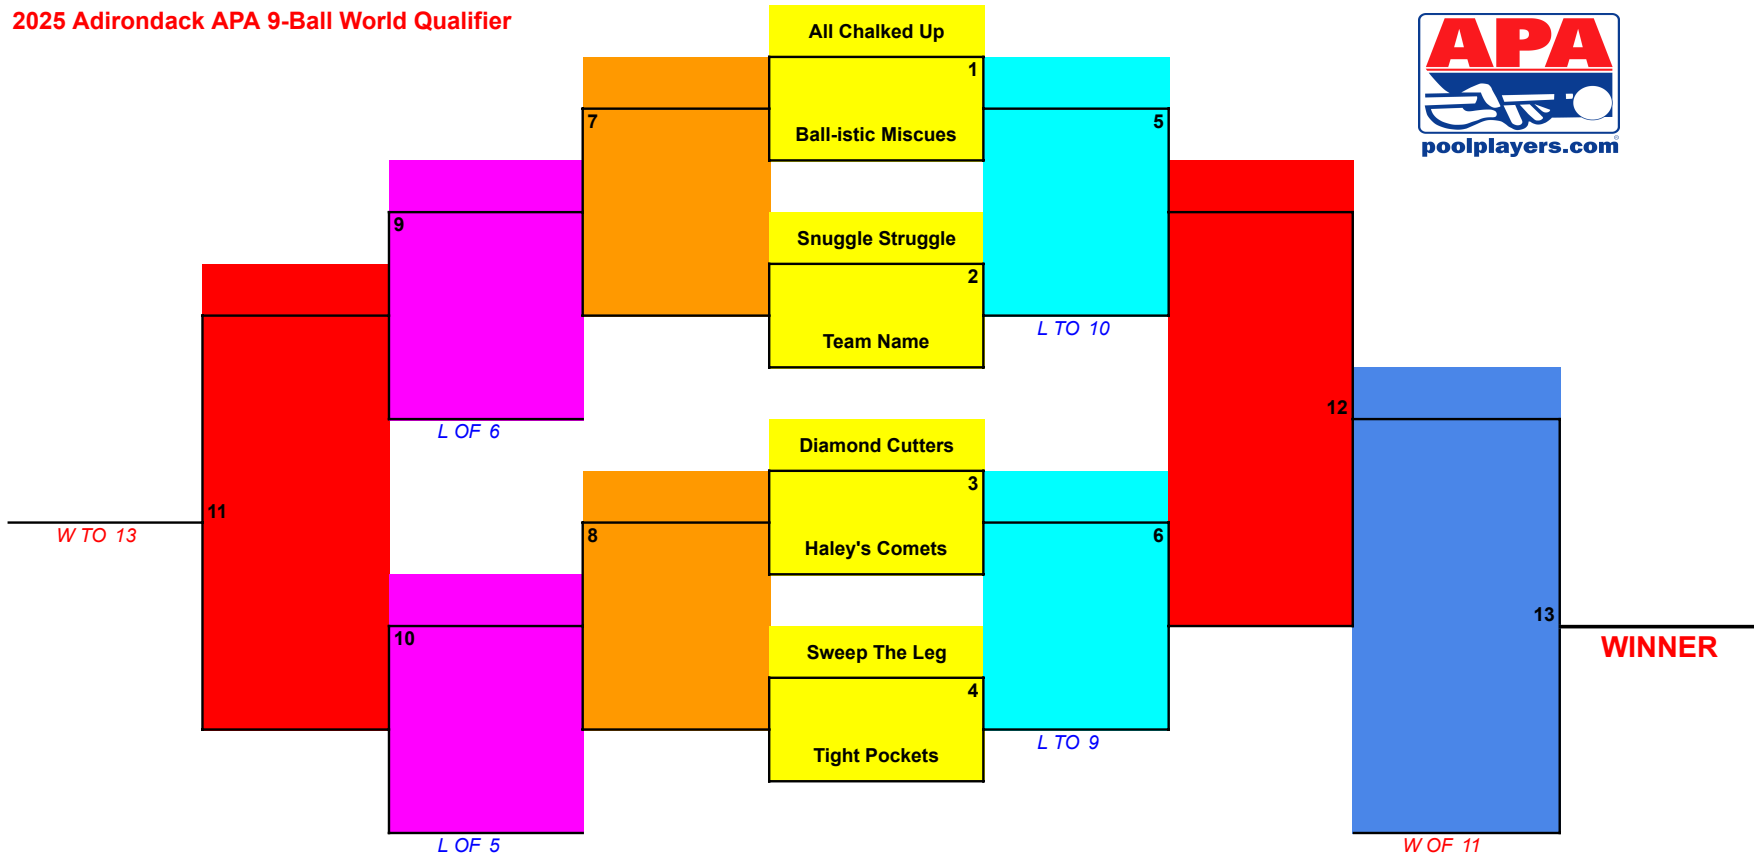 2025 Adirondack APA 9-Ball World Qualifier
All Chalked Up
APA
poolplayers.com
1
7
Ball-istic Miscues
5
9
Snuggle Struggle
2
L TO 10
Team Name
12
L OF 6
Diamond Cutters
3
11
W TO 13
8
Haley's Comets
6
13
10
Sweep The Leg
WINNER
4
L TO 9
Tight Pockets
L OF 5
W OF 11